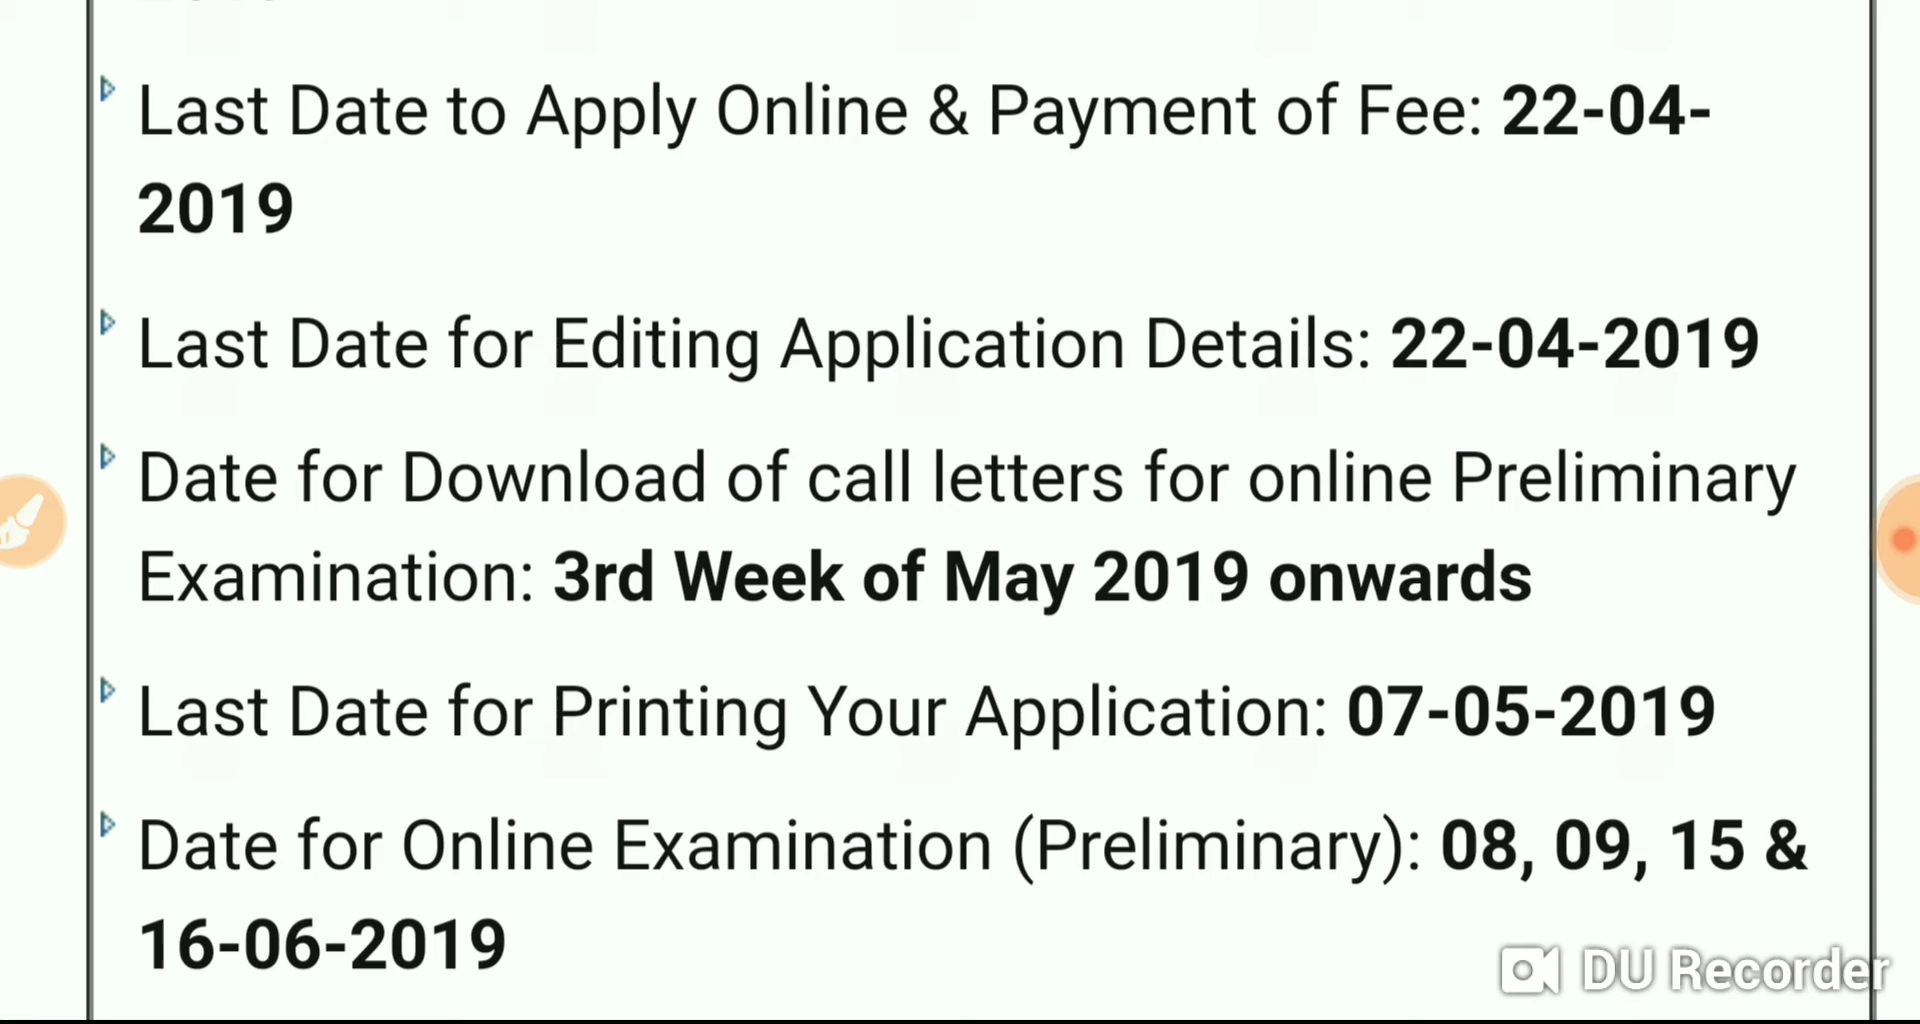 Last Date to Apply Online & Payment of Fee: 22-04-
2019
Last Date for Editing Application Details: 22-04-2019
Date for Download of call letters for online Preliminary
Examination: 3rd Week of May 2019 onwards
Last Date for Printing Your Application: 07-05-2019
Date for Online Examination (Preliminary): 08, 09, 15 &
16-06-2019
DU Recorder